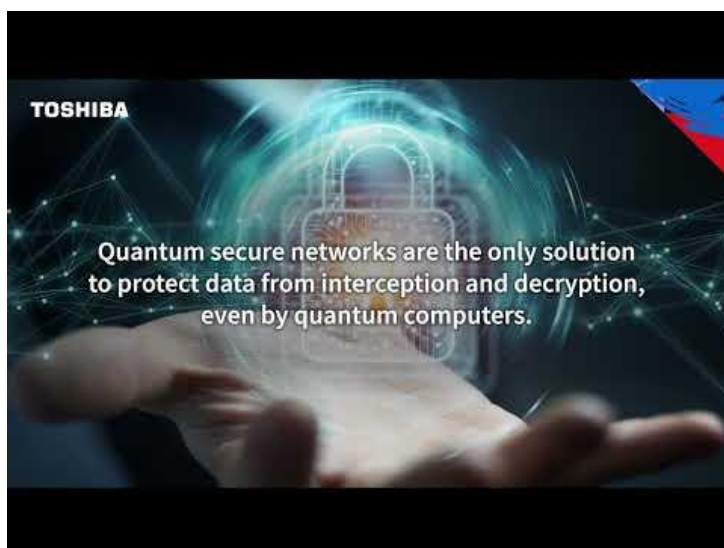 TOSHIBA
Quantum secure networks are the only solution
to protect data from interception and decryption,
even by quantum computers.